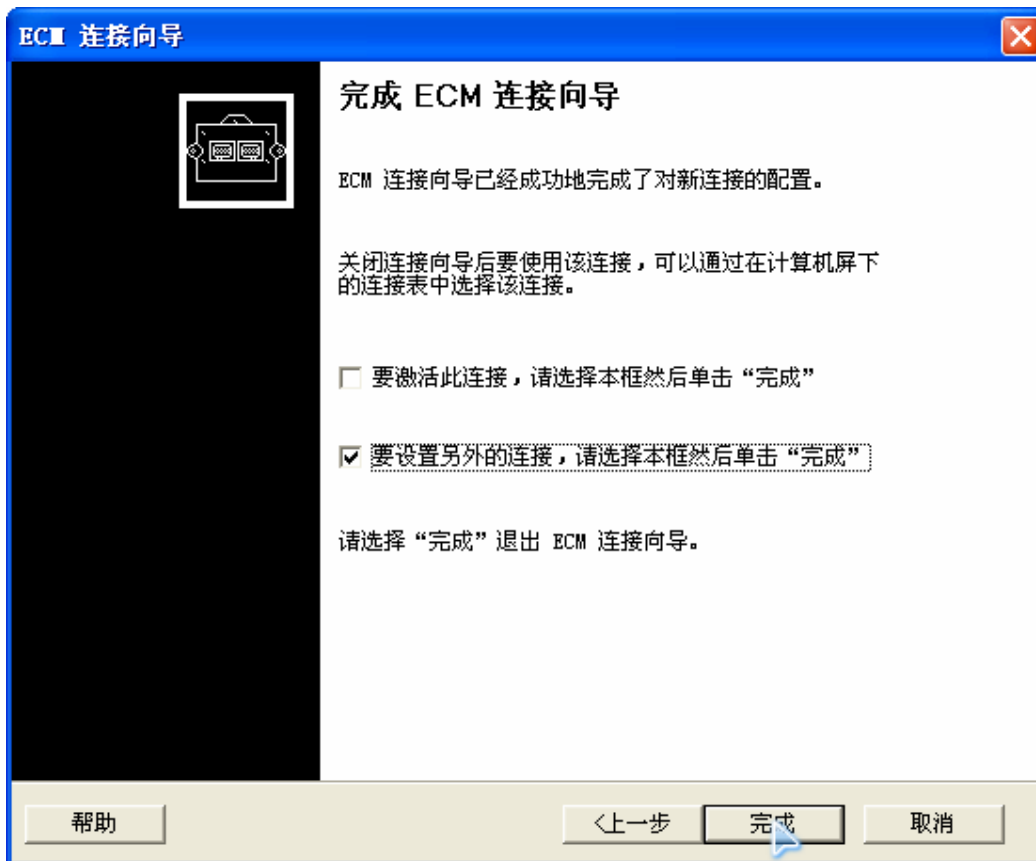 ECM 连接向导
完成 ECM 连接向导
ECM 连接向导已经成功地完成了对新连接的配置。
关闭连接向导后要使用该连接，可以通过在计算机屏下
的连接表中选择该连接。
要激活此连接，请选择本框然后单击“完成”
要设置另外的连接，请选择本框然后单击“完成”
请选择“完成”退出 ECM 连接向导。
帮助
<上一步
完成
取消